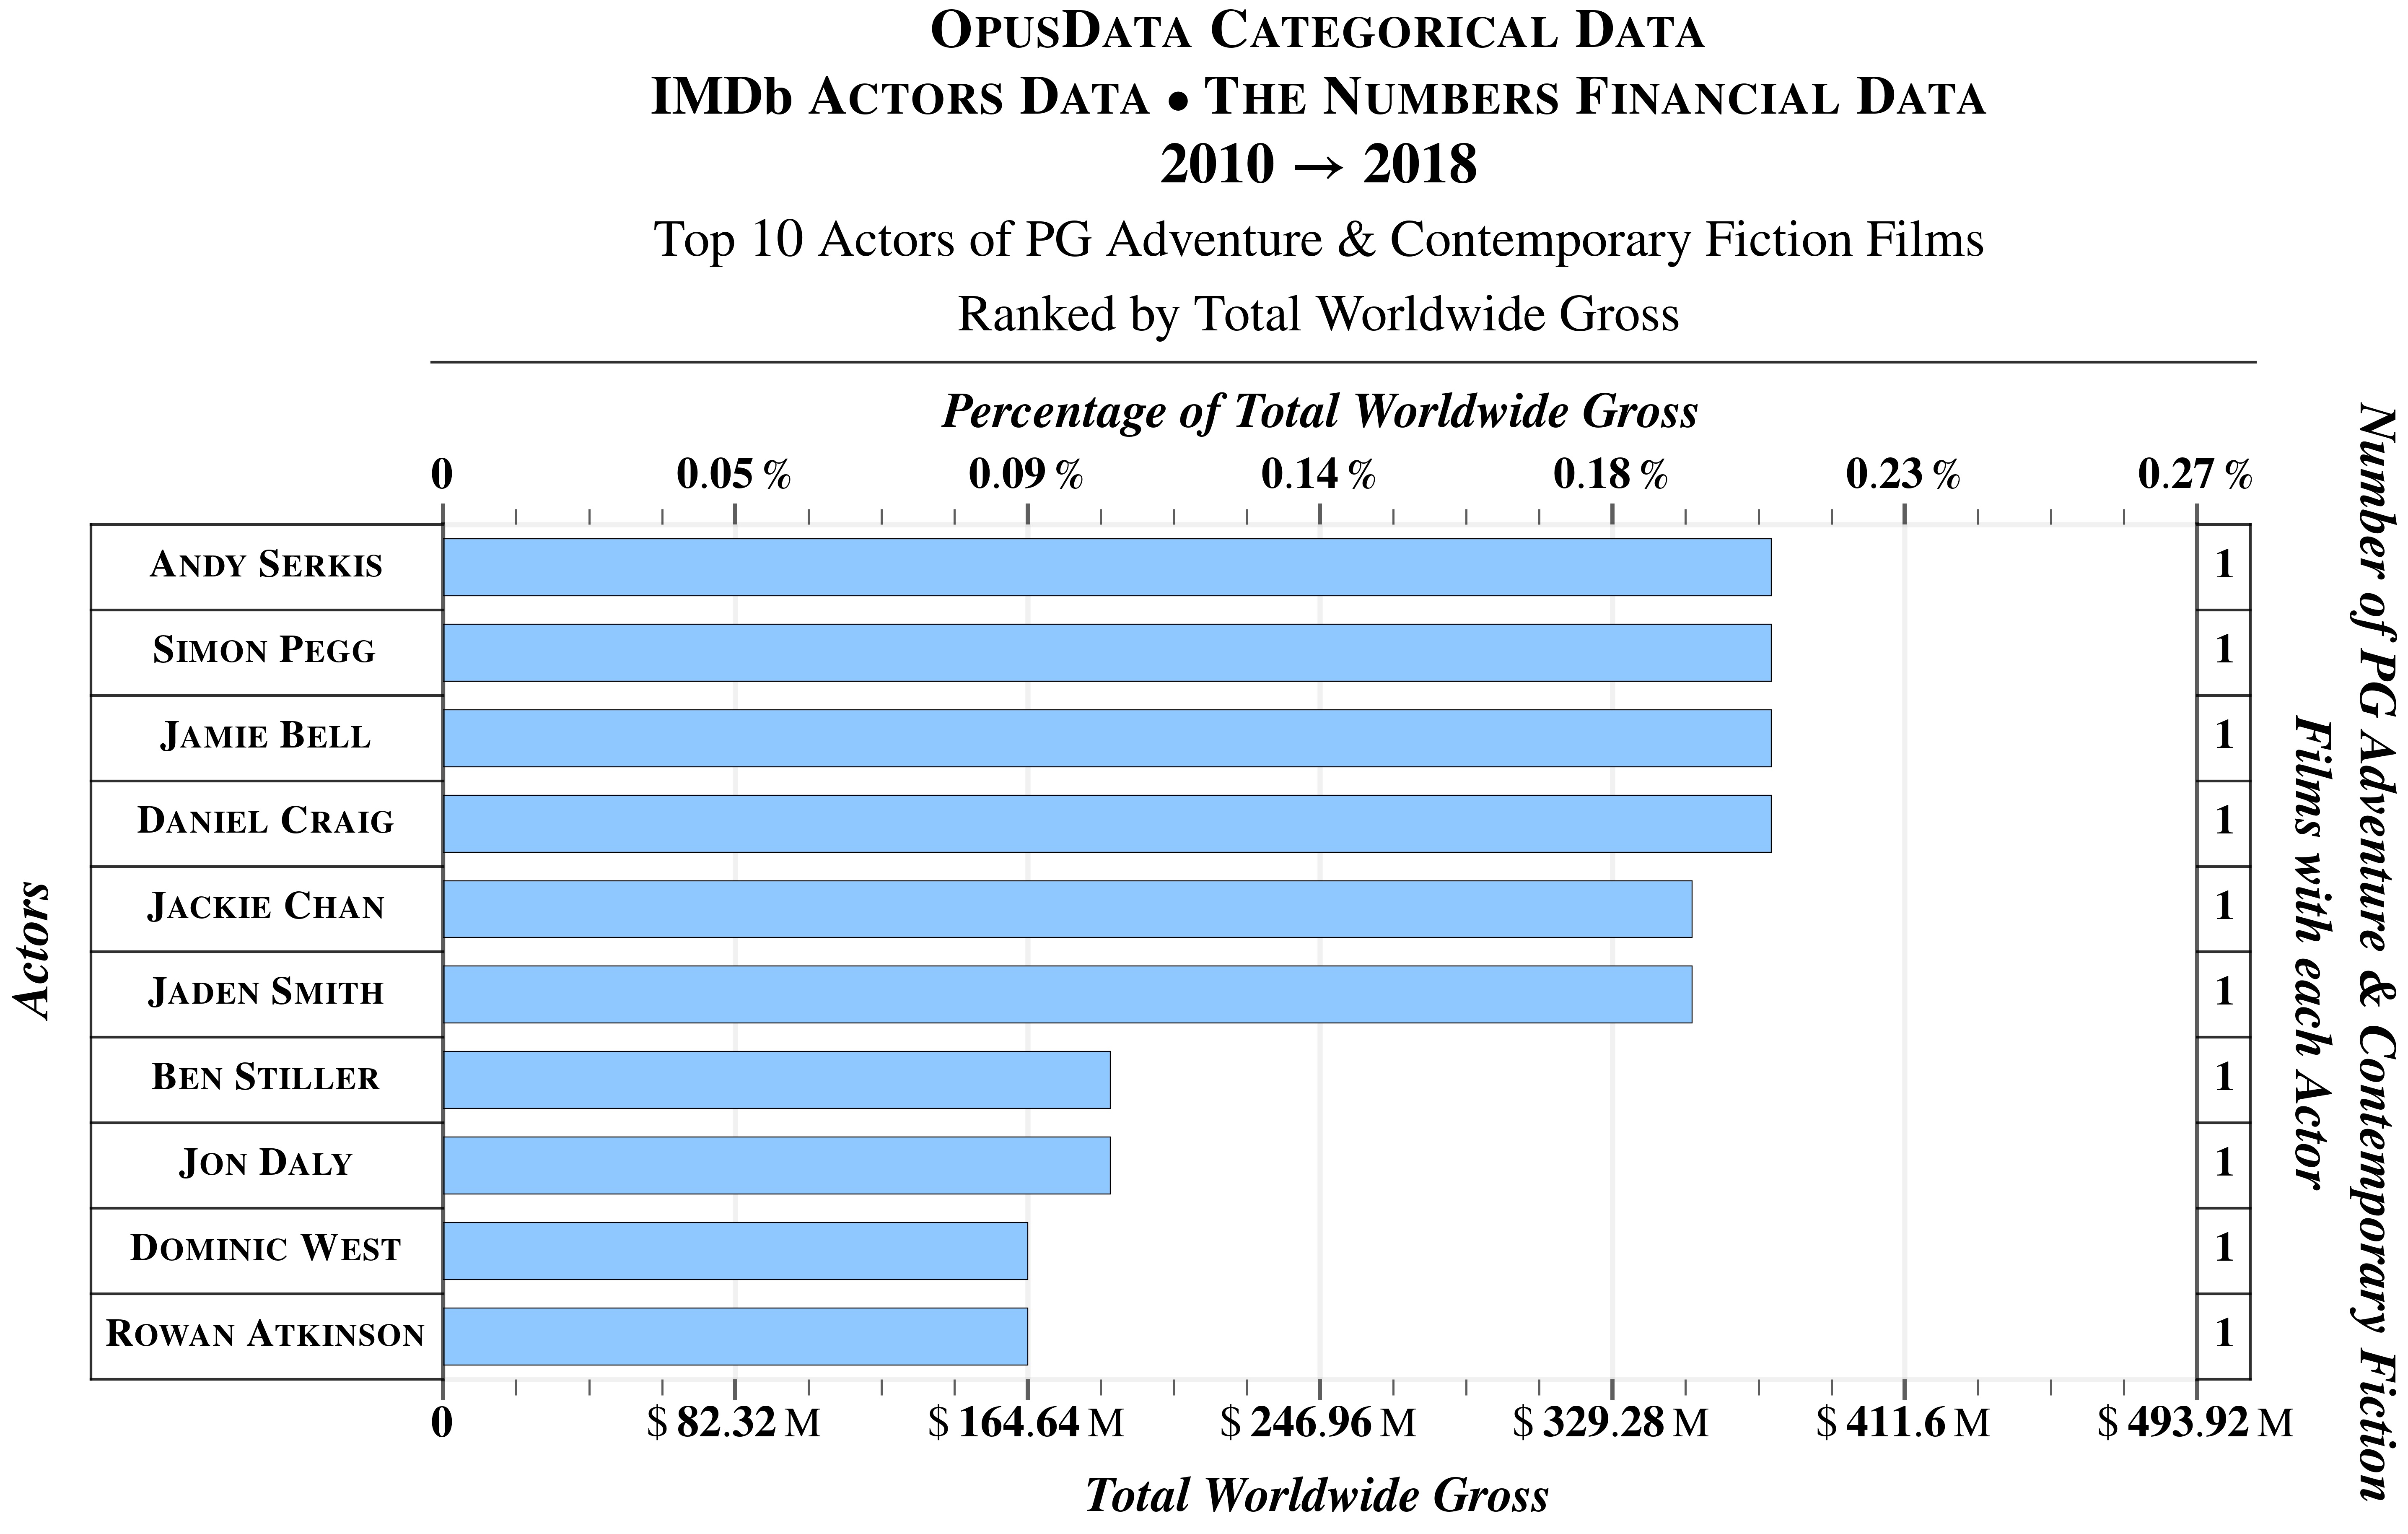 OpusData Categorical Data
IMDb Actors Data • The Numbers Financial Data
2010 → 2018
Top 10 Actors of PG Adventure & Contemporary Fiction Films
Ranked by Total Worldwide Gross
Percentage of Total Worldwide Gross
0 0.05 % 0.09 % 0.14 % 0.18 % 0.23 % 0.27 %
Actors
Andy Serkis 1
Simon Pegg 1
Jamie Bell 1
Daniel Craig 1
Jackie Chan 1
Jaden Smith 1
Ben Stiller 1
Jon Daly 1
Dominic West 1
Rowan Atkinson 1
0 $ 82.32 M $ 164.64 M $ 246.96 M $ 329.28 M $ 411.6 M $ 493.92 M
Total Worldwide Gross
Number of PG Adventure & Contemporary Fiction
Films with each Actor